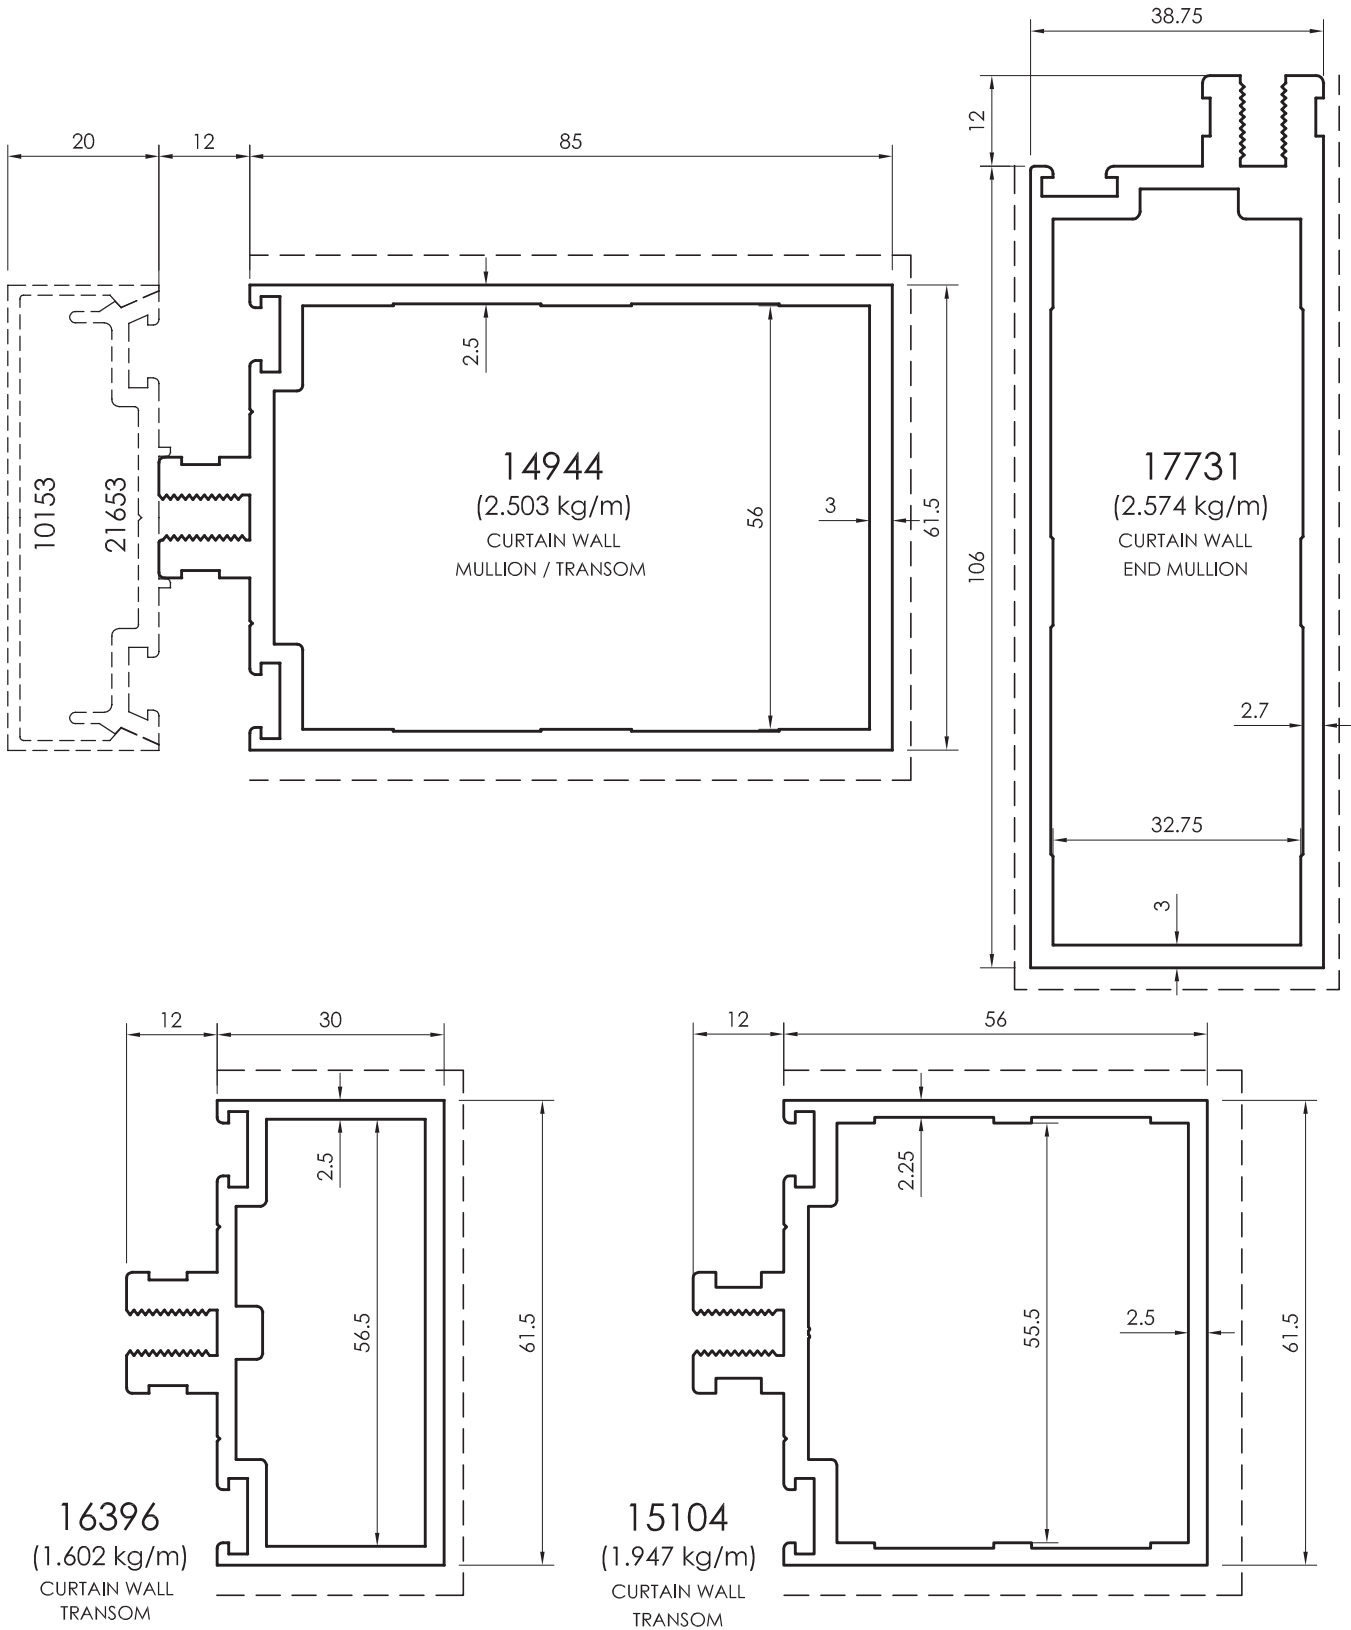 38.75
12
20
12
85
2.5
56
3
61.5
10153
21653
14944
(2.503 kg/m)
CURTAIN WALL
MULLION / TRANSOM
17731
(2.574 kg/m)
CURTAIN WALL
END MULLION
106
2.7
32.75
3
12
30
2.5
56.5
61.5
16396
(1.602 kg/m)
CURTAIN WALL
TRANSOM
12
56
2.25
55.5
2.5
61.5
15104
(1.947 kg/m)
CURTAIN WALL
TRANSOM